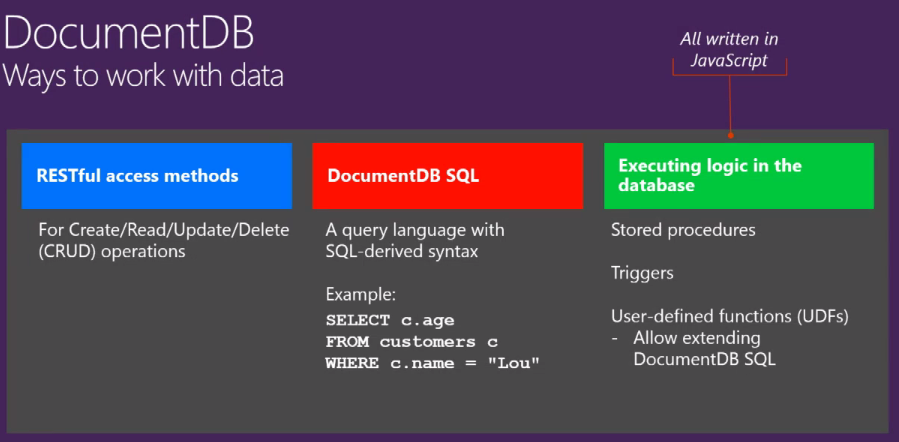 DocumentDB
Ways to work with data
All written in
JavaScript
RESTful access methods
For Create/Read/Update/Delete
(CRUD) operations
DocumentDB SQL
A query language with
SQL-derived syntax
Example:
SELECT c.age
FROM customers c
WHERE c.name = "Lou"
Executing logic in the
database
Stored procedures
Triggers
User-defined functions (UDFs)
- Allow extending
DocumentDB SQL